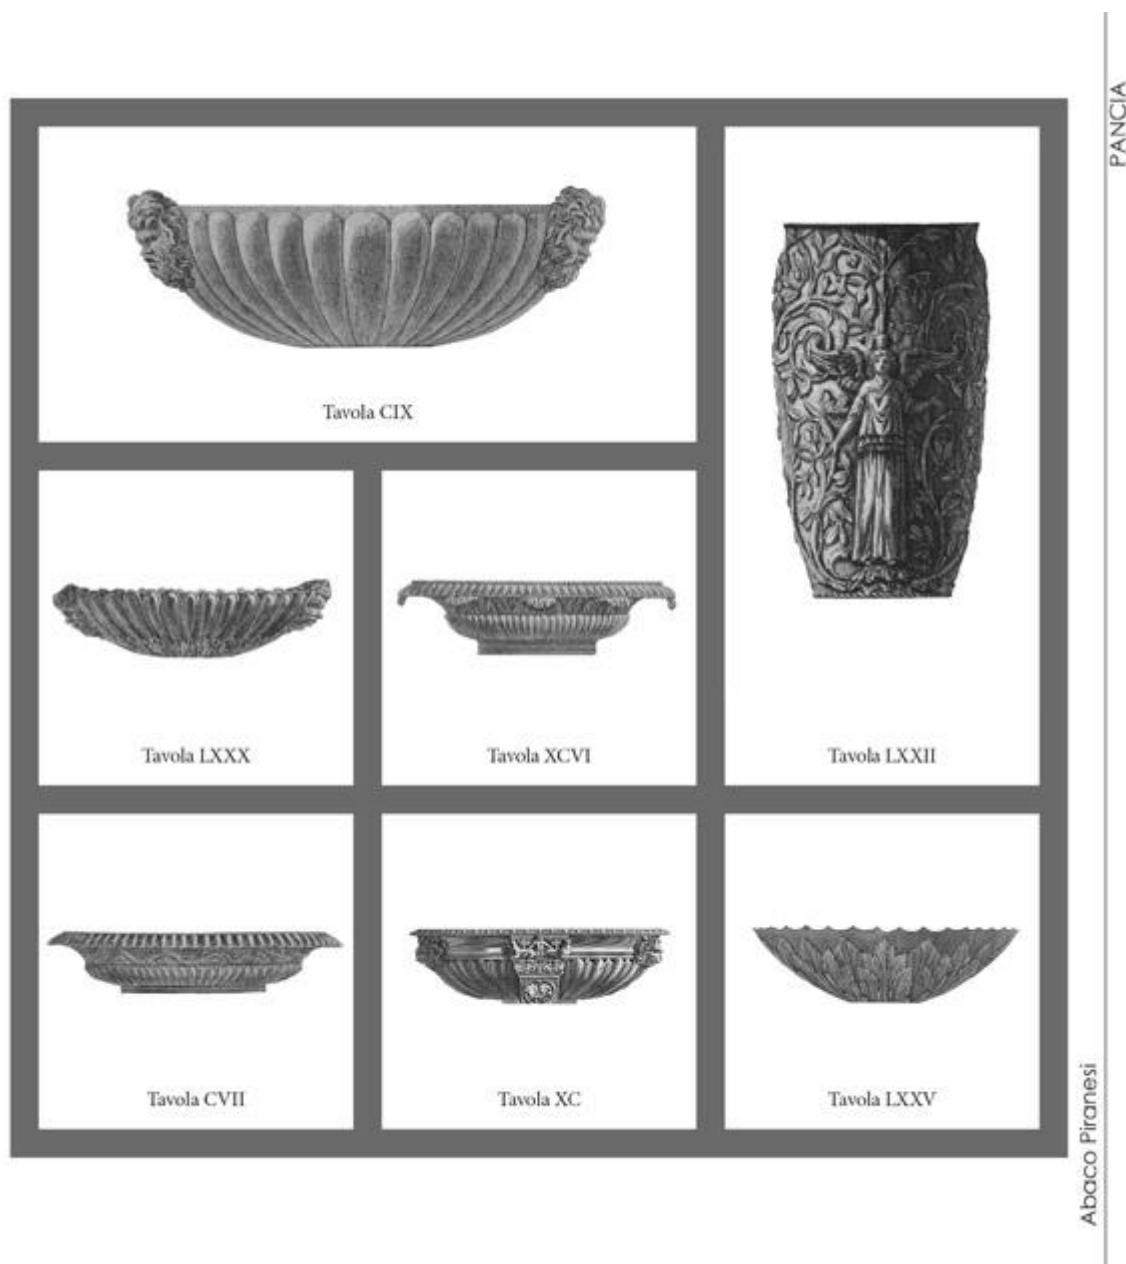 PANCIA
Tavola CIX
Tavola LXXX
Tavola XCVI
Tavola LXXII
Tavola CVII
Tavola XC
Tavola LXXV
Abaco Piranesi